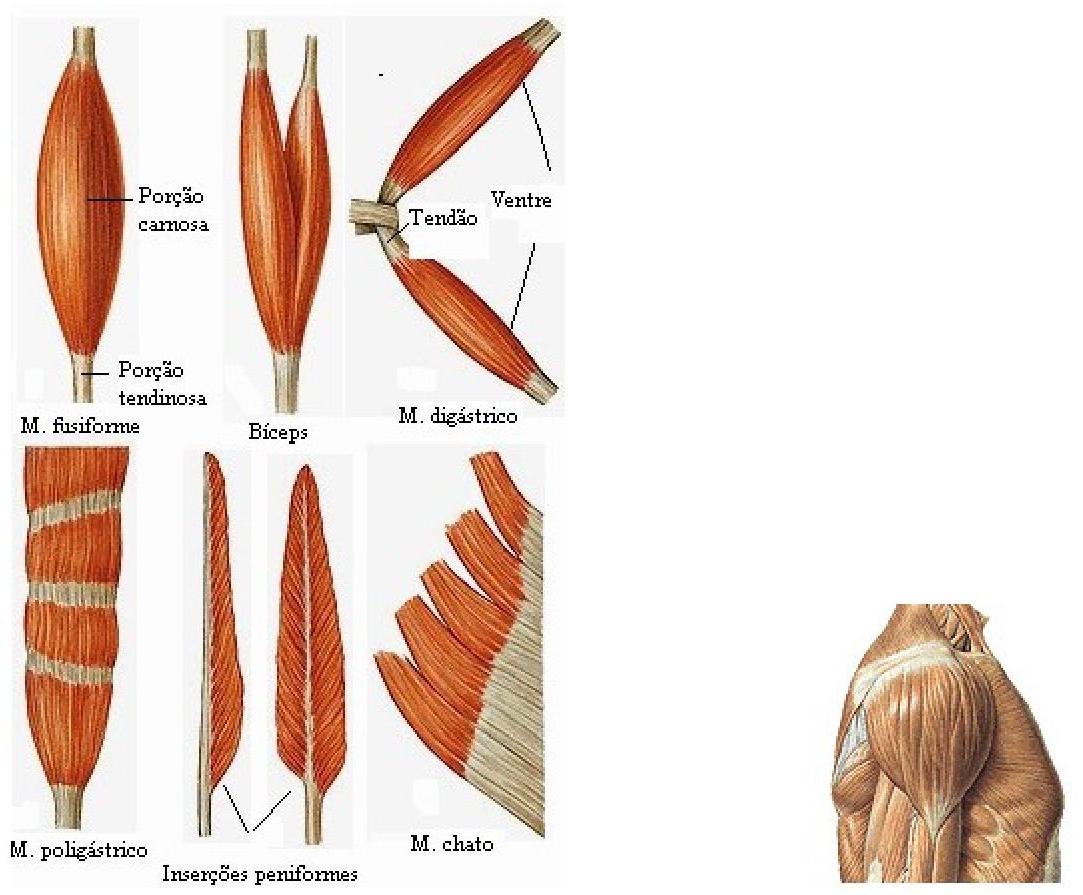 Porção
carnosa
Porção
tendinosa
M. fusiforme
Bíceps
Ventre
Tendão
M. digástrico
M. poligástrico
Inserções peniformes
M. chato